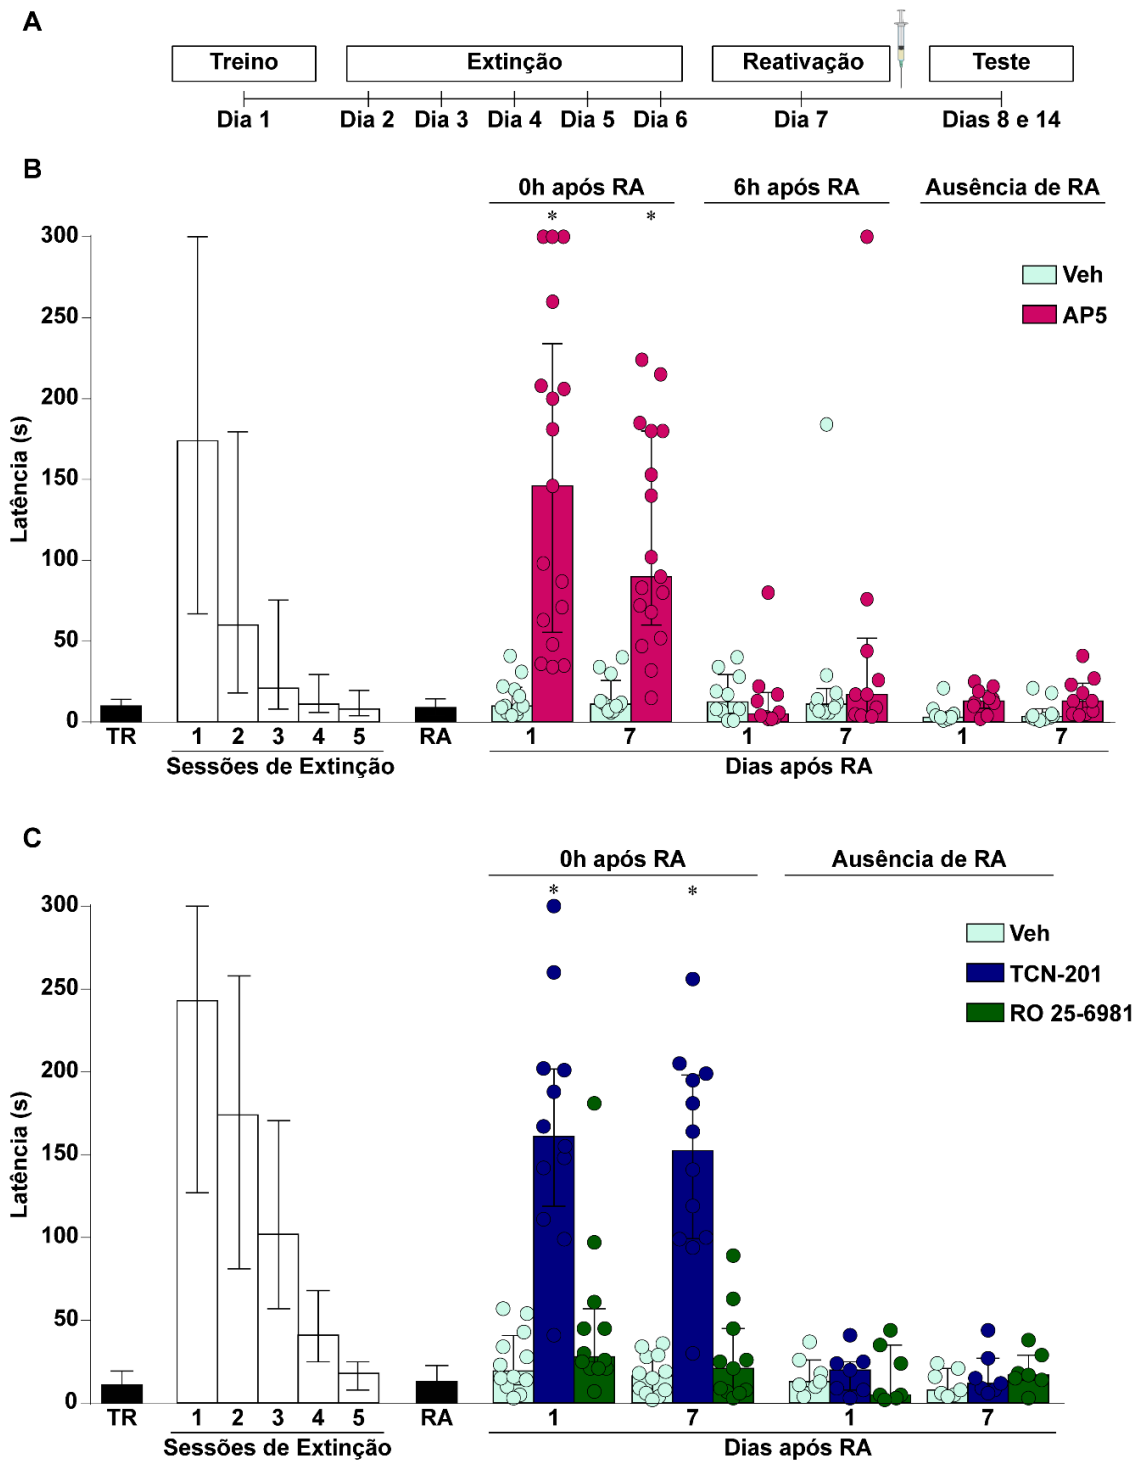 A
Treino Extinção Reativação Teste
Dia 1 Dia 2 Dia 3 Dia 4 Dia 5 Dia 6 Dia 7 Dias 8 e 14
B
0h após RA 6h após RA Ausência de RA
* *
300
250
200
150
100
50
0
Latência (s)
Veh
AP5
TR 1 2 3 4 5 RA 1 7 1 7 1 7
Sessões de Extinção Dias após RA
C
0h após RA Ausência de RA
* *
300
250
200
150
100
50
0
Latência (s)
Veh
TCN-201
RO 25-6981
TR 1 2 3 4 5 RA 1 7 1 7
Sessões de Extinção Dias após RA